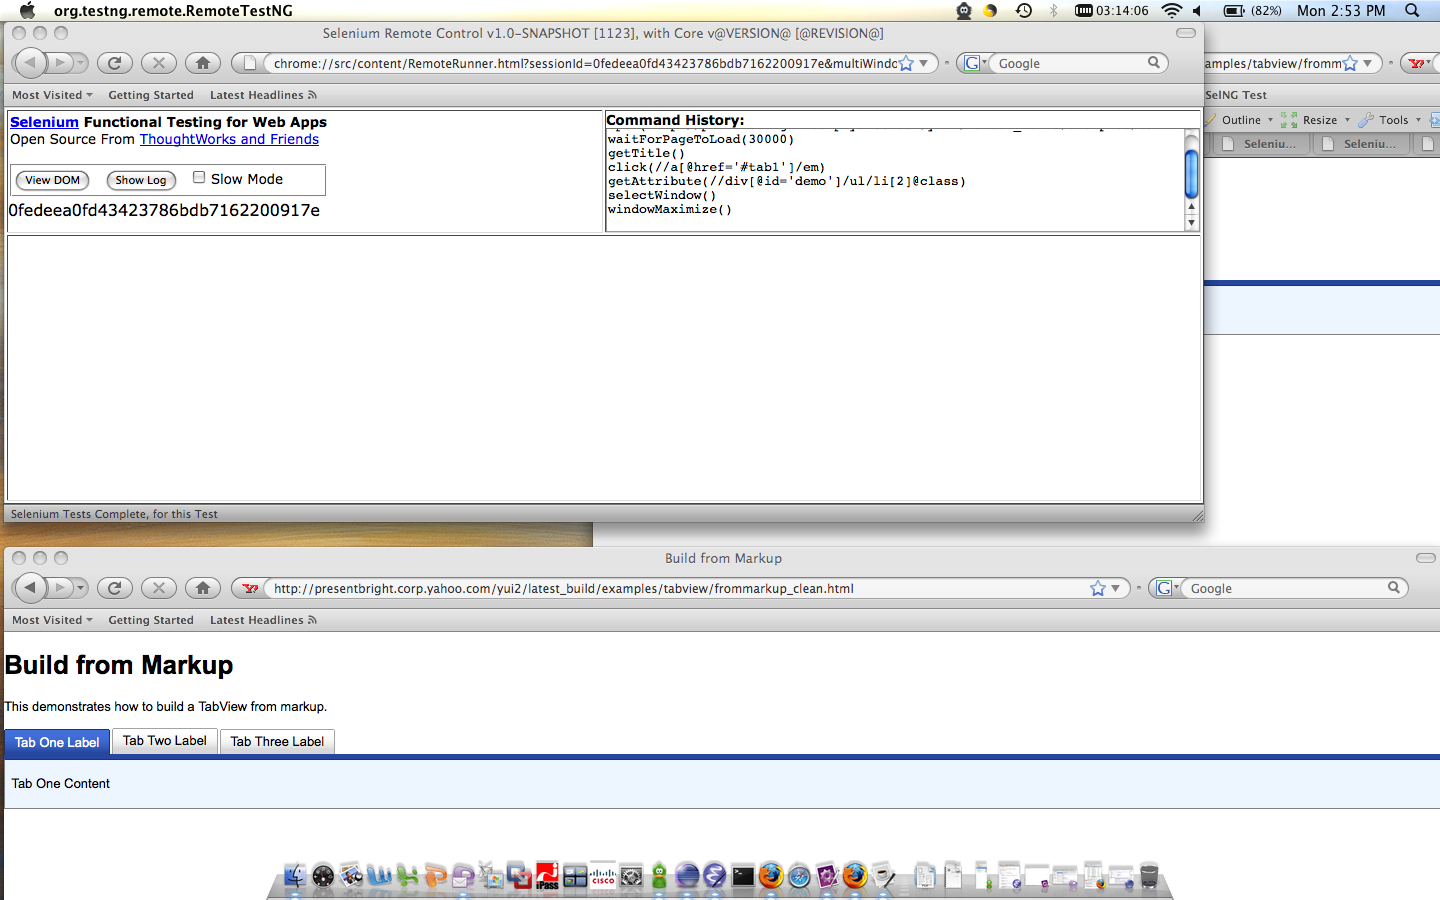 org.testng.remote.RemoteTestNG
03:14:06
(82%)
Mon 2:53 PM
Selenium Remote Control v1.0-SNAPSHOT [1123], with Core v@VERSION@ [@REVISION@]
chrome://src/content/RemoteRunner.html?sessionId=0fedeea0fd43423786bdb7162200917e&multiWindo
Google
amples/tabview/fromm
Most Visited
Getting Started
Latest Headlines
SelNG Test
Outline
Resize
Tools
Seleniu...
Seleniu...
Selenium Functional Testing for Web Apps
Open Source From ThoughtWorks and Friends
View DOM
Show Log
Slow Mode
0fedeea0fd43423786bdb7162200917e
Command History:
waitForPageToLoad(30000)
getTitle()
click(//a[@href='#tab1']/em)
getAttribute(//div[@id='demo']/ul/li[2]@class)
selectWindow()
windowMaximize()
Selenium Tests Complete, for this Test
Build from Markup
http://presentbright.corp.yahoo.com/yui2/latest_build/examples/tabview/frommarkup_clean.html
Google
Most Visited
Getting Started
Latest Headlines
Build from Markup
This demonstrates how to build a TabView from markup.
Tab One Label
Tab Two Label
Tab Three Label
Tab One Content
iPass
CISCO